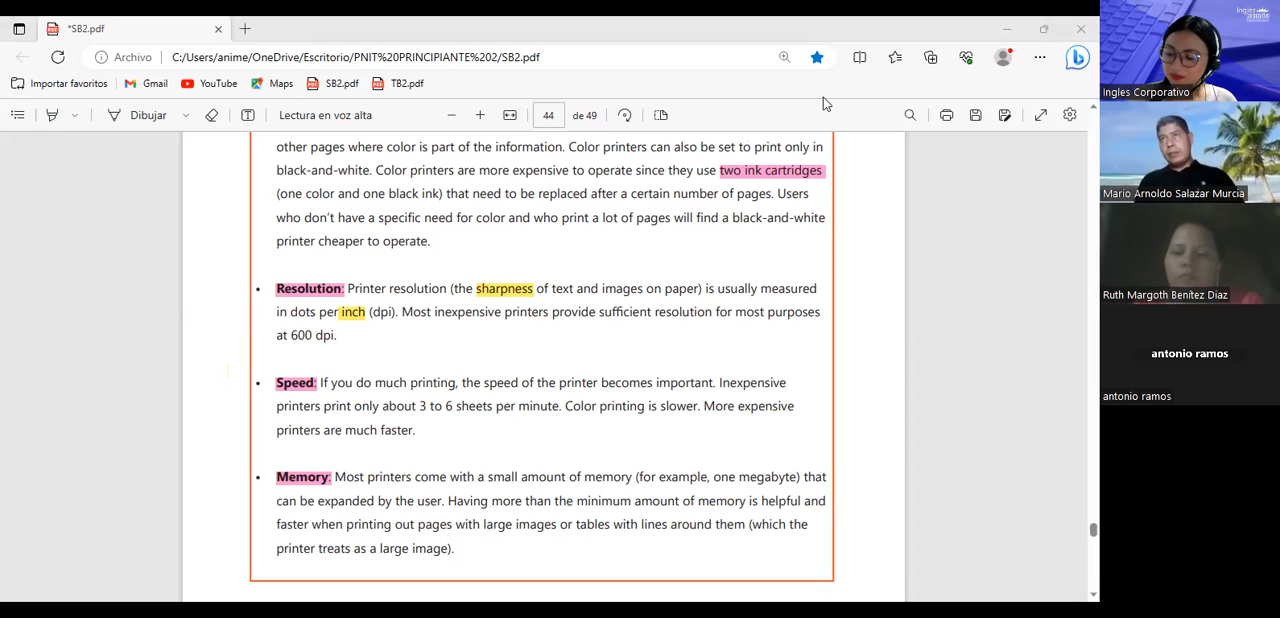 *SB2.pdf
Archivo C:/Users/anime/OneDrive/Escritorio/PNIT%20PRINCIPIANTE%202/SB2.pdf
Importar favoritos Gmail YouTube Maps SB2.pdf TB2.pdf
Dibujar Lectura en voz alta 44 de 49
other pages where color is part of the information. Color printers can also be set to print only in
black-and-white. Color printers are more expensive to operate since they use two ink cartridges
(one color and one black ink) that need to be replaced after a certain number of pages. Users
who don't have a specific need for color and who print a lot of pages will find a black-and-white
printer cheaper to operate.
• Resolution: Printer resolution (the sharpness of text and images on paper) is usually measured
in dots per inch (dpi). Most inexpensive printers provide sufficient resolution for most purposes
at 600 dpi.
• Speed: If you do much printing, the speed of the printer becomes important. Inexpensive
printers print only about 3 to 6 sheets per minute. Color printing is slower. More expensive
printers are much faster.
• Memory: Most printers come with a small amount of memory (for example, one megabyte) that
can be expanded by the user. Having more than the minimum amount of memory is helpful and
faster when printing out pages with large images or tables with lines around them (which the
printer treats as a large image).
Ingles Corporativo
Mario Arnoldo Salazar Murcia
Ruth Margoth Benítez Diaz
antonio ramos
antonio ramos